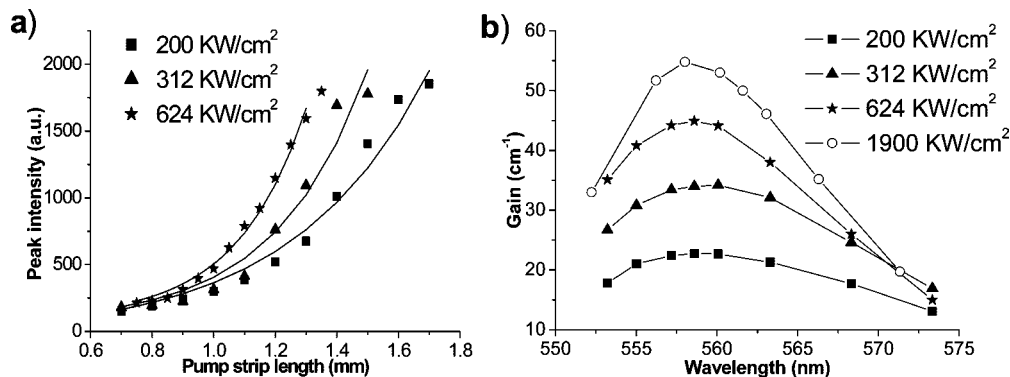 a)
200 KW/cm²
312 KW/cm²
624 KW/cm²
2000
1500
1000
500
0
0.6 0.8 1.0 1.2 1.4 1.6 1.8
Peak intensity (a.u.)
Pump strip length (mm)
b)
200 KW/cm²
312 KW/cm²
624 KW/cm²
1900 KW/cm²
60
50
40
30
20
10
550 555 560 565 570 575
Gain (cm⁻¹)
Wavelength (nm)